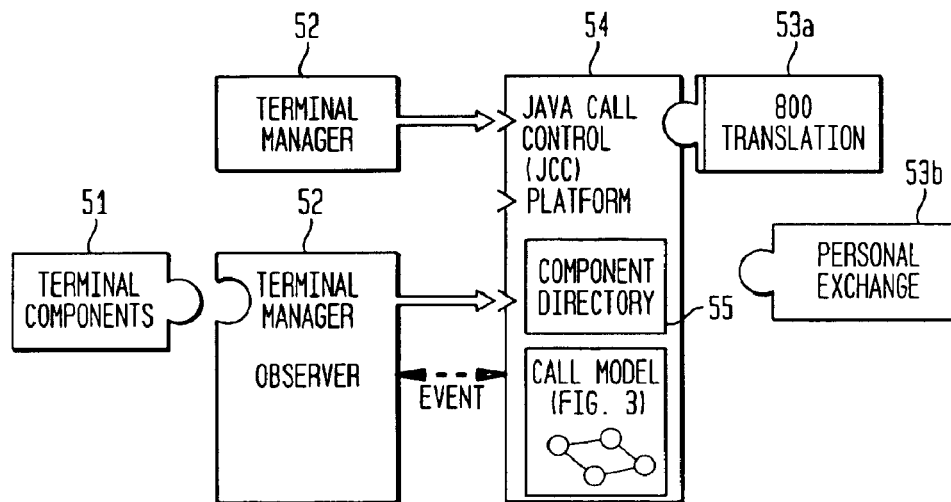 52
54
53a
TERMINAL
MANAGER
JAVA CALL
CONTROL
(JCC)
PLATFORM
800
TRANSLATION
51
52
53b
TERMINAL
COMPONENTS
TERMINAL
MANAGER
OBSERVER
EVENT
COMPONENT
DIRECTORY
55
PERSONAL
EXCHANGE
CALL MODEL
(FIG. 3)